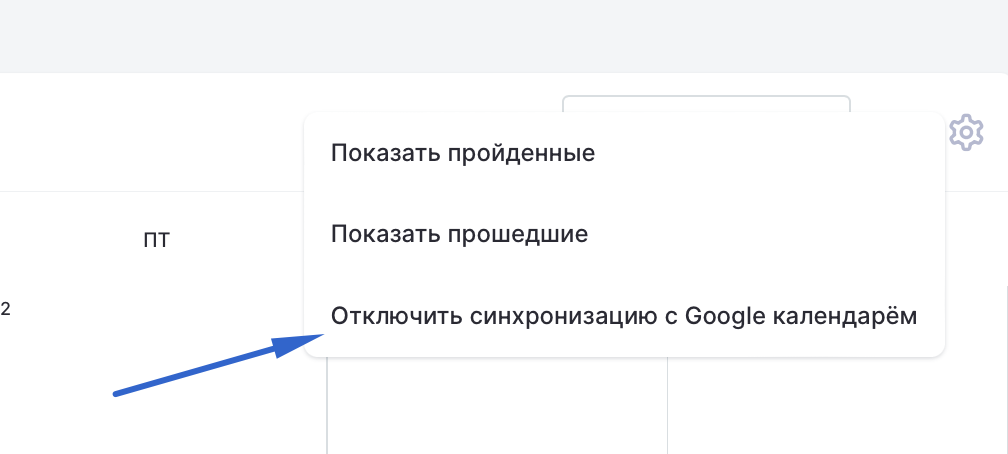 Показать пройденные
Показать прошедшие
ПТ
2
Отключить синхронизацию с Google календарём